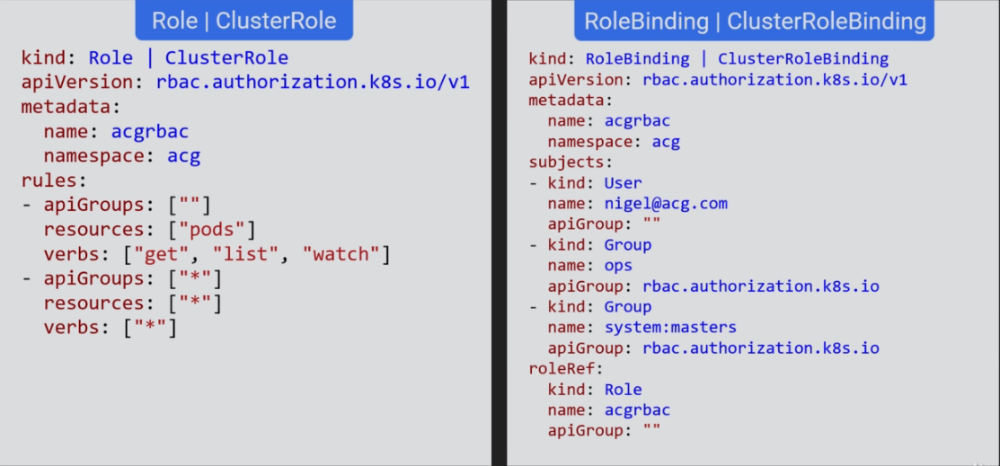 Role | ClusterRole
kind: Role | ClusterRole
apiVersion: rbac.authorization.k8s.io/v1
metadata:
  name: acgrbac
  namespace: acg
rules:
- apiGroups: [""]
  resources: ["pods"]
  verbs: ["get", "list", "watch"]
- apiGroups: ["*"]
  resources: ["*"]
  verbs: ["*"]
RoleBinding | ClusterRoleBinding
kind: RoleBinding | ClusterRoleBinding
apiVersion: rbac.authorization.k8s.io/v1
metadata:
  name: acgrbac
  namespace: acg
subjects:
- kind: User
  name: nigel@acg.com
  apiGroup: ""
- kind: Group
  name: ops
  apiGroup: rbac.authorization.k8s.io
- kind: Group
  name: system:masters
  apiGroup: rbac.authorization.k8s.io
roleRef:
  kind: Role
  name: acgrbac
  apiGroup: ""